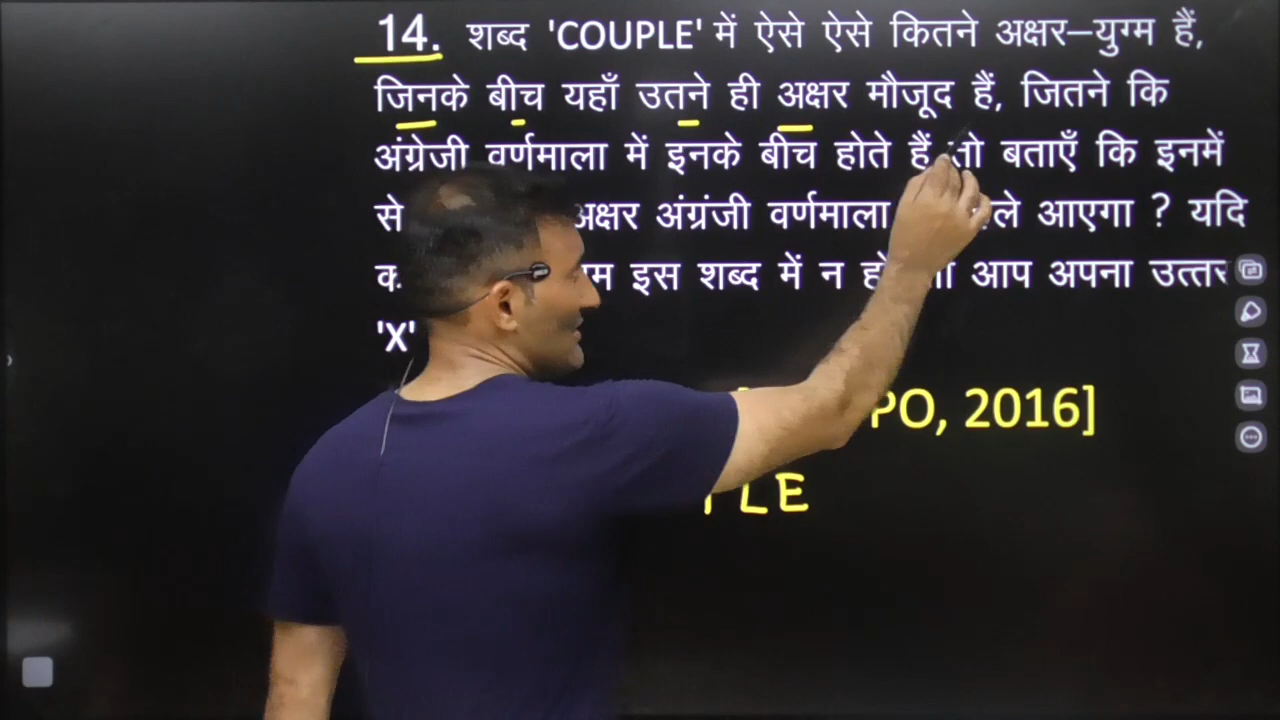 14. शब्द 'COUPLE' में ऐसे ऐसे कितने अक्षर–युग्म हैं,
जिनके बीच यहाँ उतने ही अक्षर मौजूद हैं, जितने कि
अंग्रेजी वर्णमाला में इनके बीच होते हैं तो बताएँ कि इनमें
से अक्षर अंग्रंजी वर्णमाला आएगा ? यदि
इस शब्द में न आप अपना उत्तर
'X'
PO, 2016]
LE